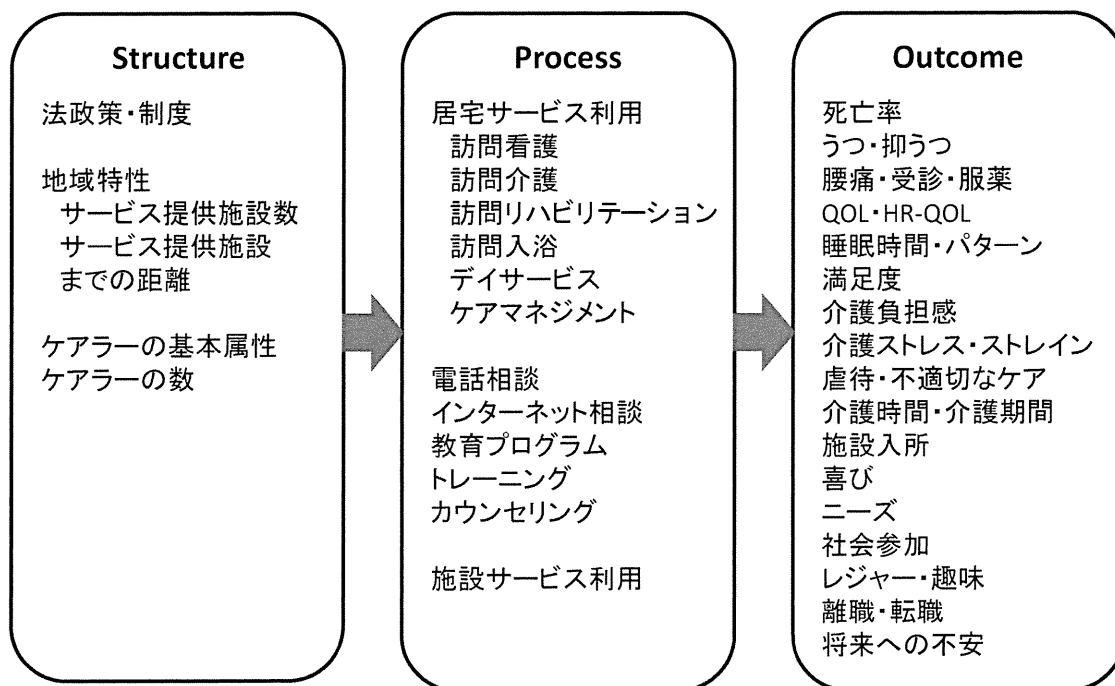 Structure
法政策・制度
地域特性
サービス提供施設数
サービス提供施設
までの距離
ケアラーの基本属性
ケアラーの数
Process
居宅サービス利用
訪問看護
訪問介護
訪問リハビリテーション
訪問入浴
デイサービス
ケアマネジメント
電話相談
インターネット相談
教育プログラム
トレーニング
カウンセリング
施設サービス利用
Outcome
死亡率
うつ・抑うつ
腰痛・受診・服薬
QOL・HR-QOL
睡眠時間・パターン
満足度
介護負担感
介護ストレス・ストレイン
虐待・不適切なケア
介護時間・介護期間
施設入所
喜び
ニーズ
社会参加
レジャー・趣味
離職・転職
将来への不安